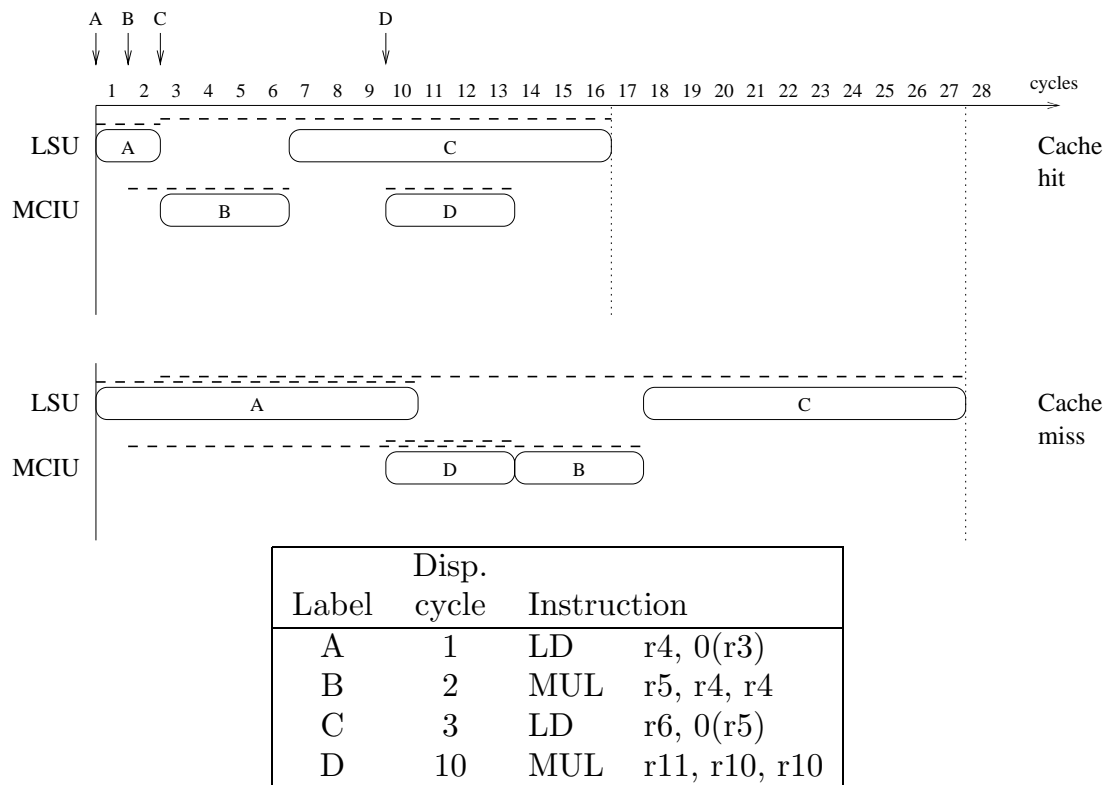 A B C D
1 2 3 4 5 6 7 8 9 10 11 12 13 14 15 16 17 18 19 20 21 22 23 24 25 26 27 28 cycles
LSU A C Cache
hit
MCIU B D
LSU A C Cache
miss
MCIU D B
Disp.
Label cycle Instruction
A 1 LD r4, 0(r3)
B 2 MUL r5, r4, r4
C 3 LD r6, 0(r5)
D 10 MUL r11, r10, r10